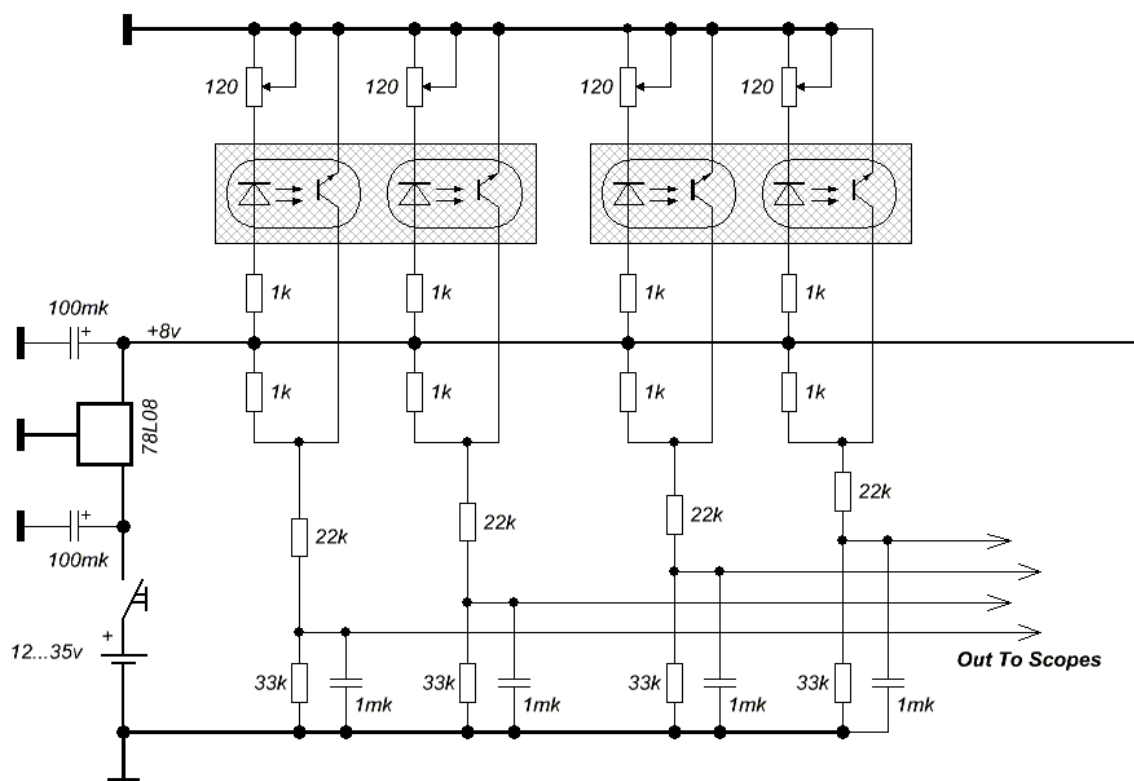 120
120
120
120
1k
1k
1k
1k
100mk
+
+8v
1k
1k
1k
1k
78L08
+
100mk
22k
22k
22k
22k
+
12...35v
Out To Scopes
33k
1mk
33k
1mk
33k
1mk
33k
1mk